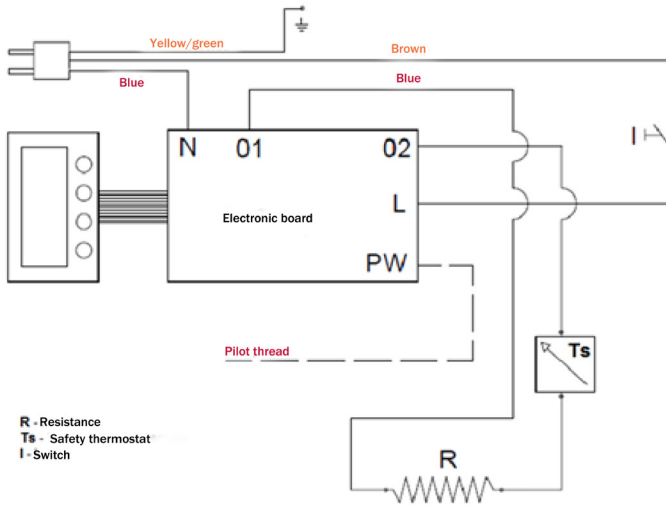 Yellow/green
Brown
Blue
Blue
N
01
02
I
Electronic board
L
PW
Pilot thread
Ts
R - Resistance
Ts - Safety thermostat
I - Switch
R